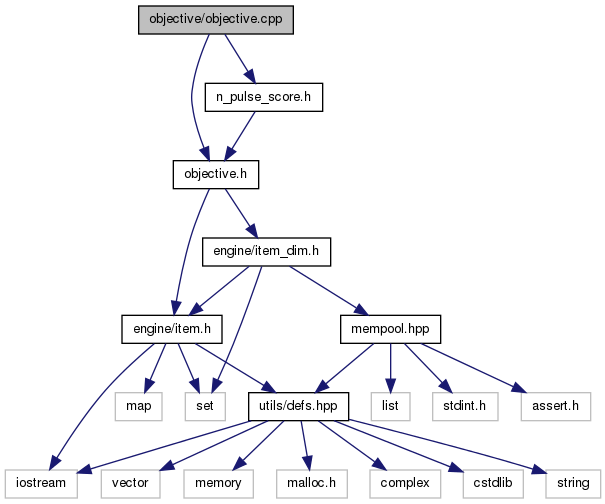 objective/objective.cpp
n_pulse_score.h
objective.h
engine/item_dim.h
engine/item.h
mempool.hpp
map
set
utils/defs.hpp
list
stdint.h
assert.h
iostream
vector
memory
malloc.h
complex
cstdlib
string